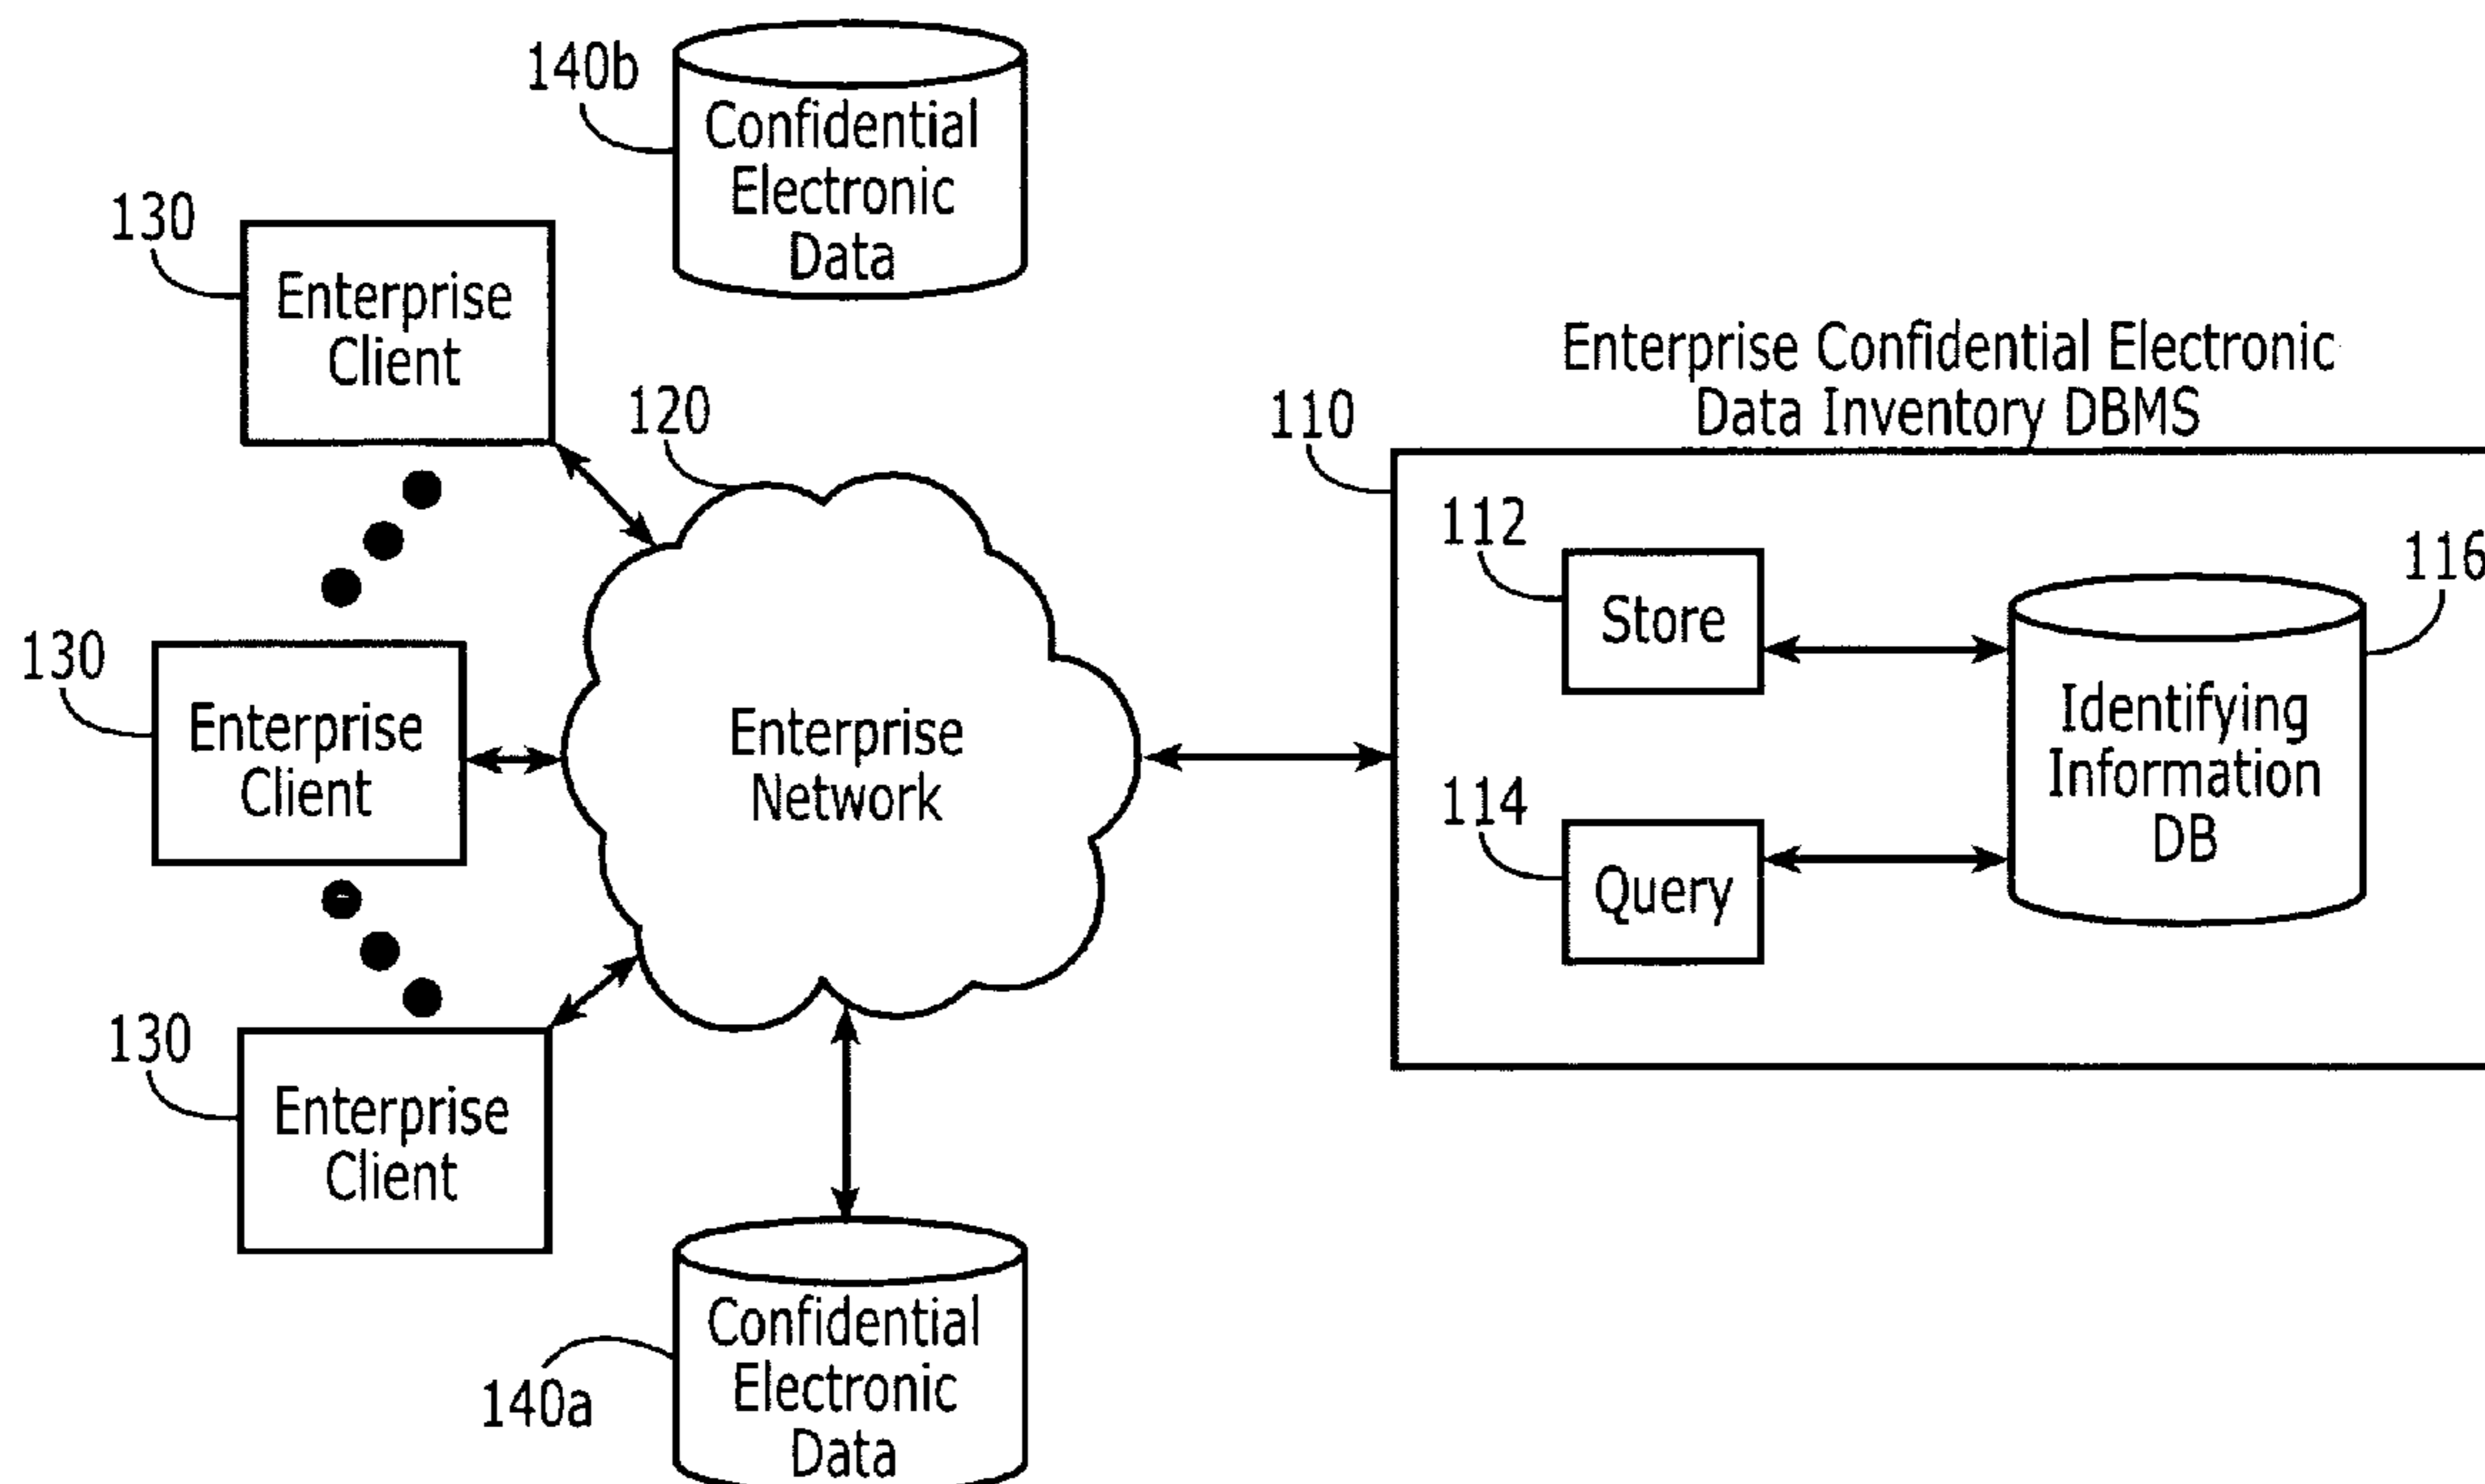 140b
Confidential
Electronic
Data
130
Enterprise
Client
120
Enterprise Confidential Electronic
Data Inventory DBMS
110
112
Store
116
130
Enterprise
Client
Enterprise
Network
Identifying
Information
DB
114
Query
130
Enterprise
Client
140a
Confidential
Electronic
Data